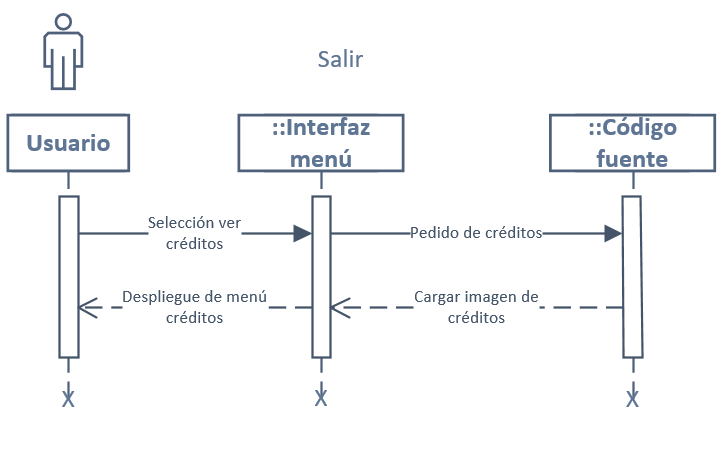 Salir
Usuario
::Interfaz
menú
::Código
fuente
Selección ver
créditos
Pedido de créditos
Despliegue de menú
créditos
Cargar imagen de
créditos
X
X
X